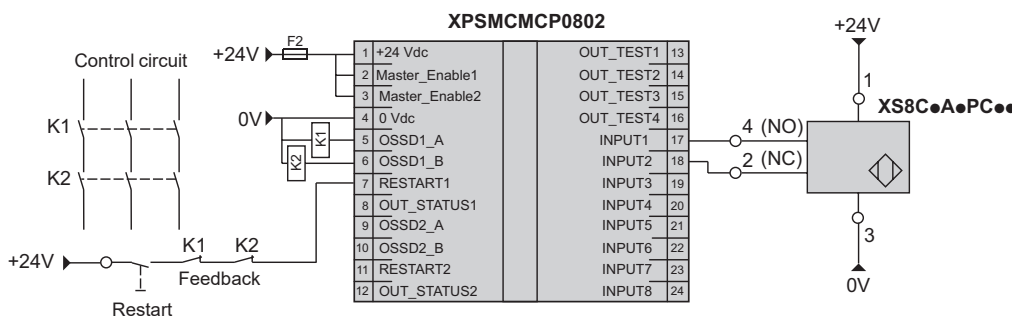 XPSMCMCP0802
+24V
F2
Control circuit
K1
K2
0V
K1
K2
1 +24 Vdc
2 Master_Enable1
3 Master_Enable2
4 0 Vdc
5 OSSD1_A
6 OSSD1_B
7 RESTART1
8 OUT_STATUS1
9 OSSD2_A
10 OSSD2_B
11 RESTART2
12 OUT_STATUS2
OUT_TEST1 13
OUT_TEST2 14
OUT_TEST3 15
OUT_TEST4 16
INPUT1 17
INPUT2 18
INPUT3 19
INPUT4 20
INPUT5 21
INPUT6 22
INPUT7 23
INPUT8 24
+24V
1
XS8C●A●PC●●
4 (NO)
2 (NC)
3
0V
+24V
K1 K2
Feedback
Restart